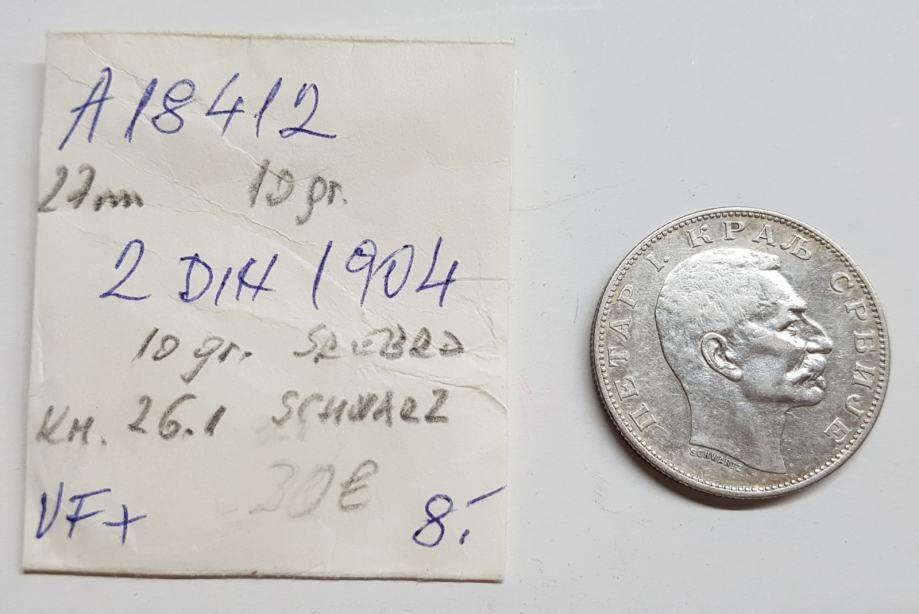 A18412
27mm 10 gr.
2 DIN 1904
10 gr. SREBRO
KM. 26.1 SCHWARZ
30€
VF+ 8.-
ПЕТАР I. КРАЉ СРБИЈЕ
SCHWARTZ